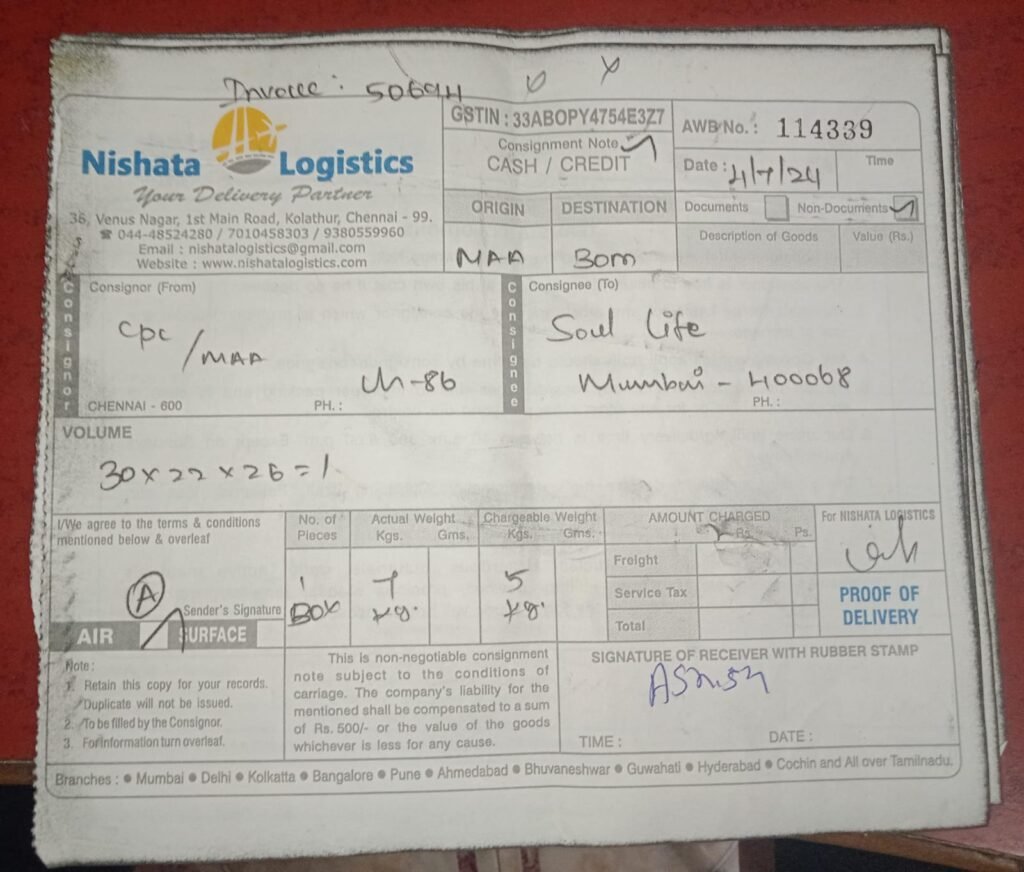 Invoice : 50694
Nishata Logistics
Your Delivery Partner
36, Venus Nagar, 1st Main Road, Kolathur, Chennai - 99.
☎ 044-48524280 / 7010458303 / 9380559960
Email : nishatalogistics@gmail.com
Website : www.nishatalogistics.com
GSTIN : 33ABOPY4754E3Z7
Consignment Note
CASH / CREDIT
AWB No. : 114339
Date : 4/7/24 Time
ORIGIN DESTINATION
MAA BOM
Documents Non-Documents ✓
Description of Goods Value (Rs.)
Consignor
Consignor (From)
CPC
/MAA
Ch-86
CHENNAI - 600 PH. :
Consignee
Consignee (To)
Soul Life
Mumbai - 400068
PH. :
VOLUME
30 x 22 x 26 = 1
I/We agree to the terms & conditions
mentioned below & overleaf
A
Sender's Signature
AIR SURFACE
No. of Pieces
1
BOX
Actual Weight
Kgs. Gms.
kg.
Chargeable Weight
Kgs. Gms.
5
kg.
AMOUNT CHARGED
Rs. Ps.
Freight
Service Tax
Total
For NISHATA LOGISTICS
PROOF OF
DELIVERY
Note :
1. Retain this copy for your records.
Duplicate will not be issued.
2. To be filled by the Consignor.
3. For information turn overleaf.
This is non-negotiable consignment
note subject to the conditions of
carriage. The company's liability for the
mentioned shall be compensated to a sum
of Rs. 500/- or the value of the goods
whichever is less for any cause.
SIGNATURE OF RECEIVER WITH RUBBER STAMP
TIME : DATE :
Branches : ● Mumbai ● Delhi ● Kolkatta ● Bangalore ● Pune ● Ahmedabad ● Bhuvaneshwar ● Guwahati ● Hyderabad ● Cochin and All over Tamilnadu.